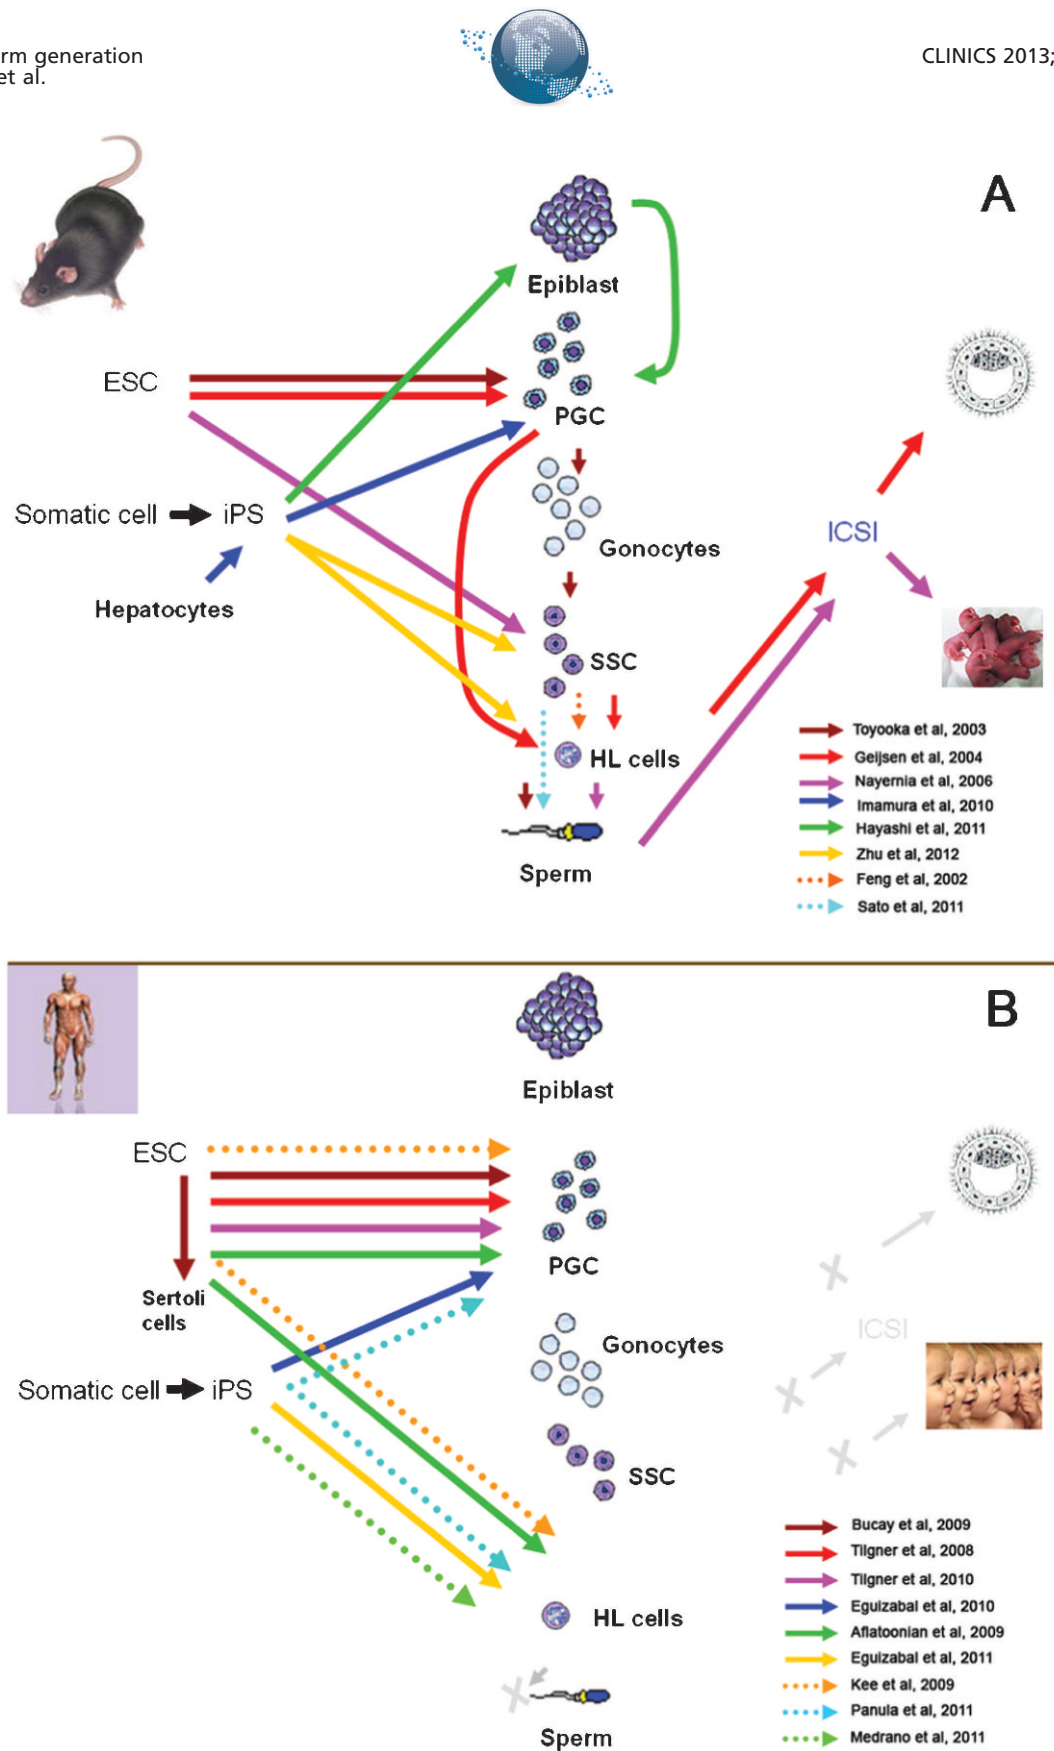 rm generation
et al.
CLINICS 2013;
A
Epiblast
ESC
PGC
Somatic cell
iPS
ICSI
Gonocytes
Hepatocytes
SSC
HL cells
Sperm
Toyooka et al, 2003
Geijsen et al, 2004
Nayernia et al, 2006
Imamura et al, 2010
Hayashi et al, 2011
Zhu et al, 2012
Feng et al, 2002
Sato et al, 2011
B
Epiblast
ESC
PGC
Sertoli
cells
ICSI
Gonocytes
Somatic cell
iPS
SSC
HL cells
Sperm
Bucay et al, 2009
Tilgner et al, 2008
Tilgner et al, 2010
Eguizabal et al, 2010
Aflatoonian et al, 2009
Eguizabal et al, 2011
Kee et al, 2009
Panula et al, 2011
Medrano et al, 2011